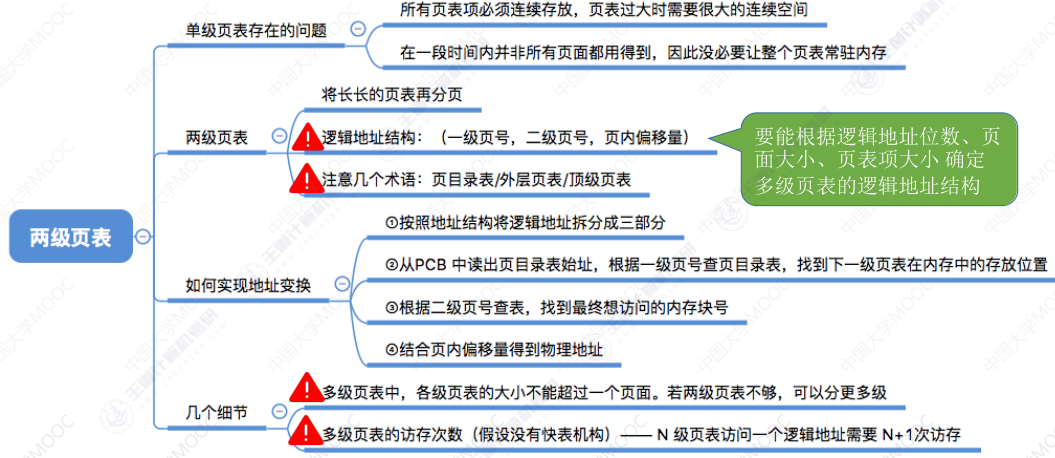 单级页表存在的问题
所有页表项必须连续存放，页表过大时需要很大的连续空间
在一段时间内并非所有页面都用得到，因此没必要让整个页表常驻内存
两级页表
将长长的页表再分页
逻辑地址结构：（一级页号，二级页号，页内偏移量）
要能根据逻辑地址位数、页
面大小、页表项大小 确定
多级页表的逻辑地址结构
注意几个术语：页目录表/外层页表/顶级页表
两级页表
如何实现地址变换
①按照地址结构将逻辑地址拆分成三部分
②从PCB 中读出页目录表始址，根据一级页号查页目录表，找到下一级页表在内存中的存放位置
③根据二级页号查表，找到最终想访问的内存块号
④结合页内偏移量得到物理地址
几个细节
多级页表中，各级页表的大小不能超过一个页面。若两级页表不够，可以分更多级
多级页表的访存次数（假设没有快表机构）—— N 级页表访问一个逻辑地址需要 N+1次访存
中国大学MOOC